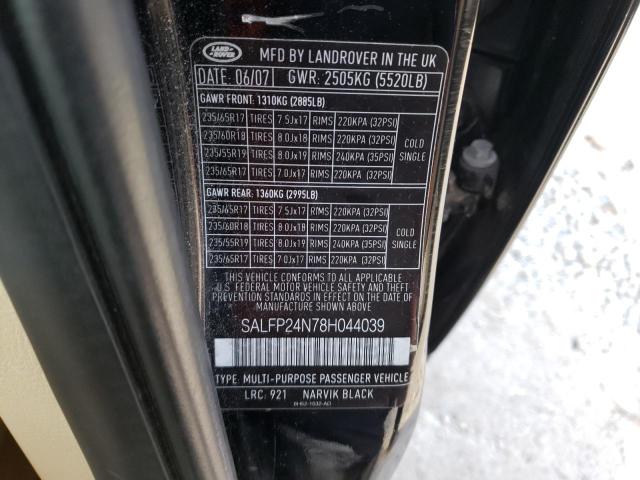 LAND-
ROVER
MFD BY LANDROVER IN THE UK
DATE: 06/07 GWR: 2505KG (5520LB)
GAWR FRONT: 1310KG (2885LB)
235/65R17 TIRES 7.5Jx17 RIMS 220KPA (32PSI)
235/60R18 TIRES 8.0Jx18 RIMS 220KPA (32PSI) COLD
235/55R19 TIRES 8.0Jx19 RIMS 240KPA (35PSI) SINGLE
235/65R17 TIRES 7.0Jx17 RIMS 220KPA (32PSI)
GAWR REAR: 1360KG (2995LB)
235/65R17 TIRES 7.5Jx17 RIMS 220KPA (32PSI)
235/60R18 TIRES 8.0Jx18 RIMS 220KPA (32PSI) COLD
235/55R19 TIRES 8.0Jx19 RIMS 240KPA (35PSI) SINGLE
235/65R17 TIRES 7.0Jx17 RIMS 220KPA (32PSI)
THIS VEHICLE CONFORMS TO ALL APPLICABLE
U.S. FEDERAL MOTOR VEHICLE SAFETY AND THEFT
PREVENTION STANDARDS IN EFFECT ON THE DATE
OF MANUFACTURE SHOWN ABOVE
SALFP24N78H044039
TYPE: MULTI-PURPOSE PASSENGER VEHICLE
LRC: 921 NARVIK BLACK